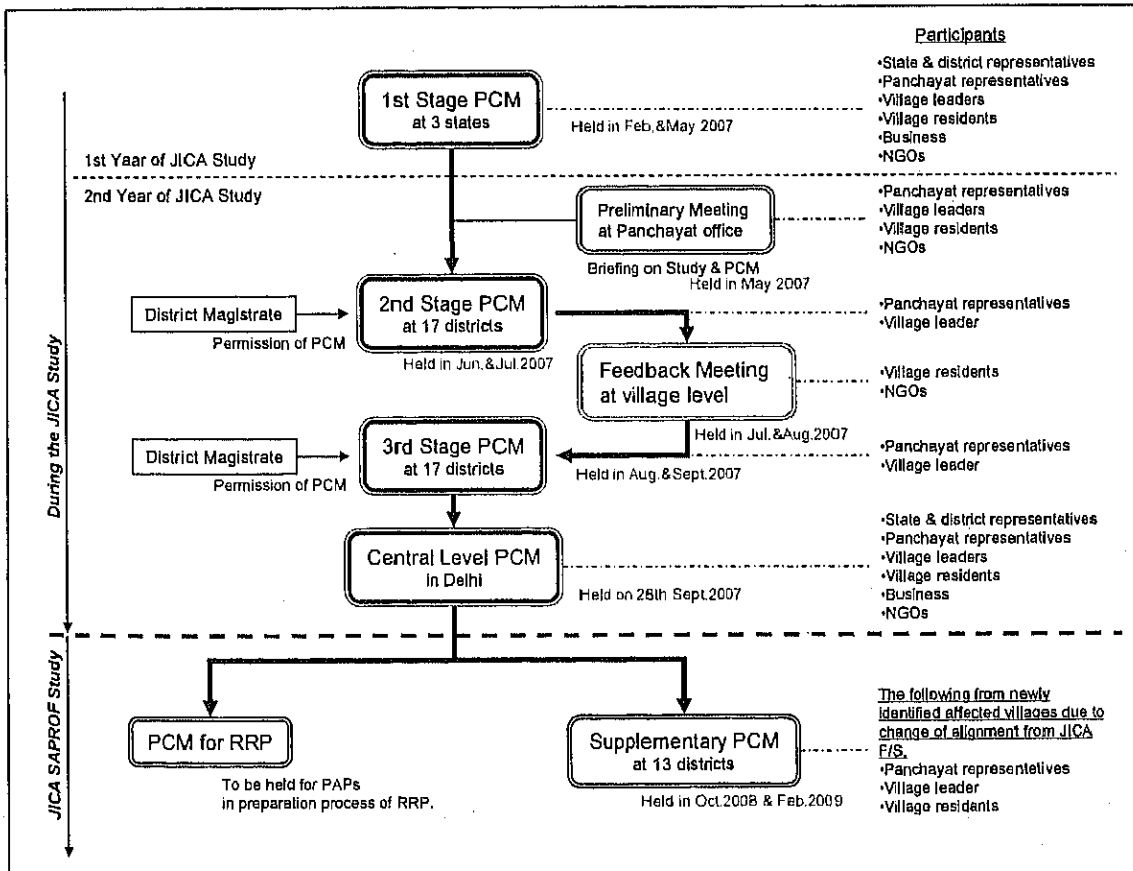 Participants
•State & district representatives
•Panchayat representatives
•Village leaders
•Village residents
•Business
•NGOs
1st Stage PCM
at 3 states
Held in Feb.&May 2007
1st Year of JICA Study
2nd Year of JICA Study
Preliminary Meeting
at Panchayat office
Briefing on Study & PCM
Held in May 2007
•Panchayat representatives
•Village leaders
•Village residents
•NGOs
District Magistrate
Permission of PCM
2nd Stage PCM
at 17 districts
Held in Jun.&Jul.2007
•Panchayat representatives
•Village leader
Feedback Meeting
at village level
Held in Jul.&Aug.2007
•Village residents
•NGOs
District Magistrate
Permission of PCM
3rd Stage PCM
at 17 districts
Held in Aug.&Sept.2007
•Panchayat representatives
•Village leader
Central Level PCM
in Delhi
Held on Sept.2007
•State & district representatives
•Panchayat representatives
•Village leaders
•Village residents
•Business
•NGOs
During the JICA Study
JICA SAPROF Study
PCM for RRP
To be held for PAPs
in preparation process of RRP.
Supplementary PCM
at 13 districts
Held in Oct.2008 & Feb.2009
The following from newly
identified affected villages due to
change of alignment from JICA
F/S.
•Panchayat representetives
•Village leader
•Village residents